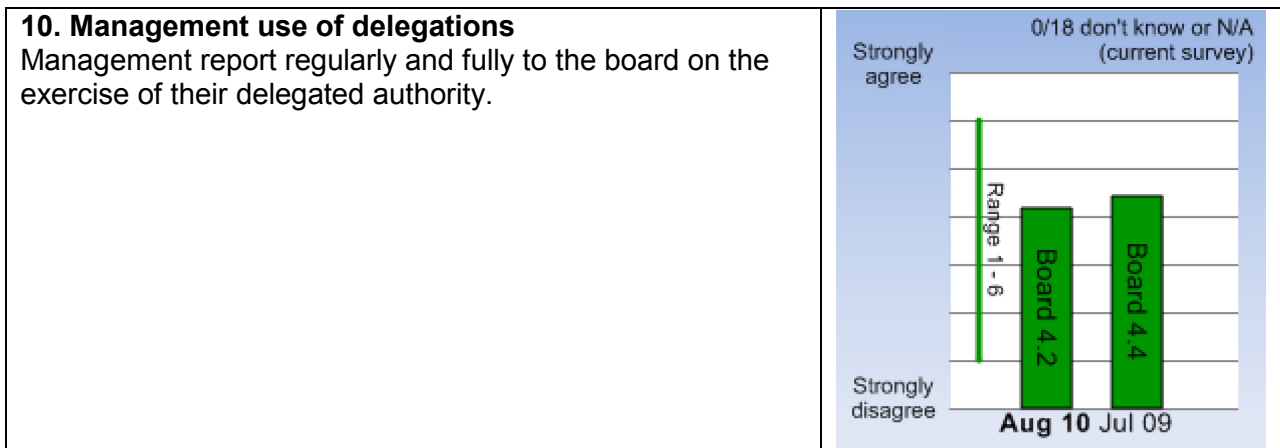 10. Management use of delegations
Management report regularly and fully to the board on the
exercise of their delegated authority.
0/18 don't know or N/A
(current survey)
Strongly
agree
Range 1 - 6
Board 4.2
Board 4.4
Strongly
disagree
Aug 10 Jul 09